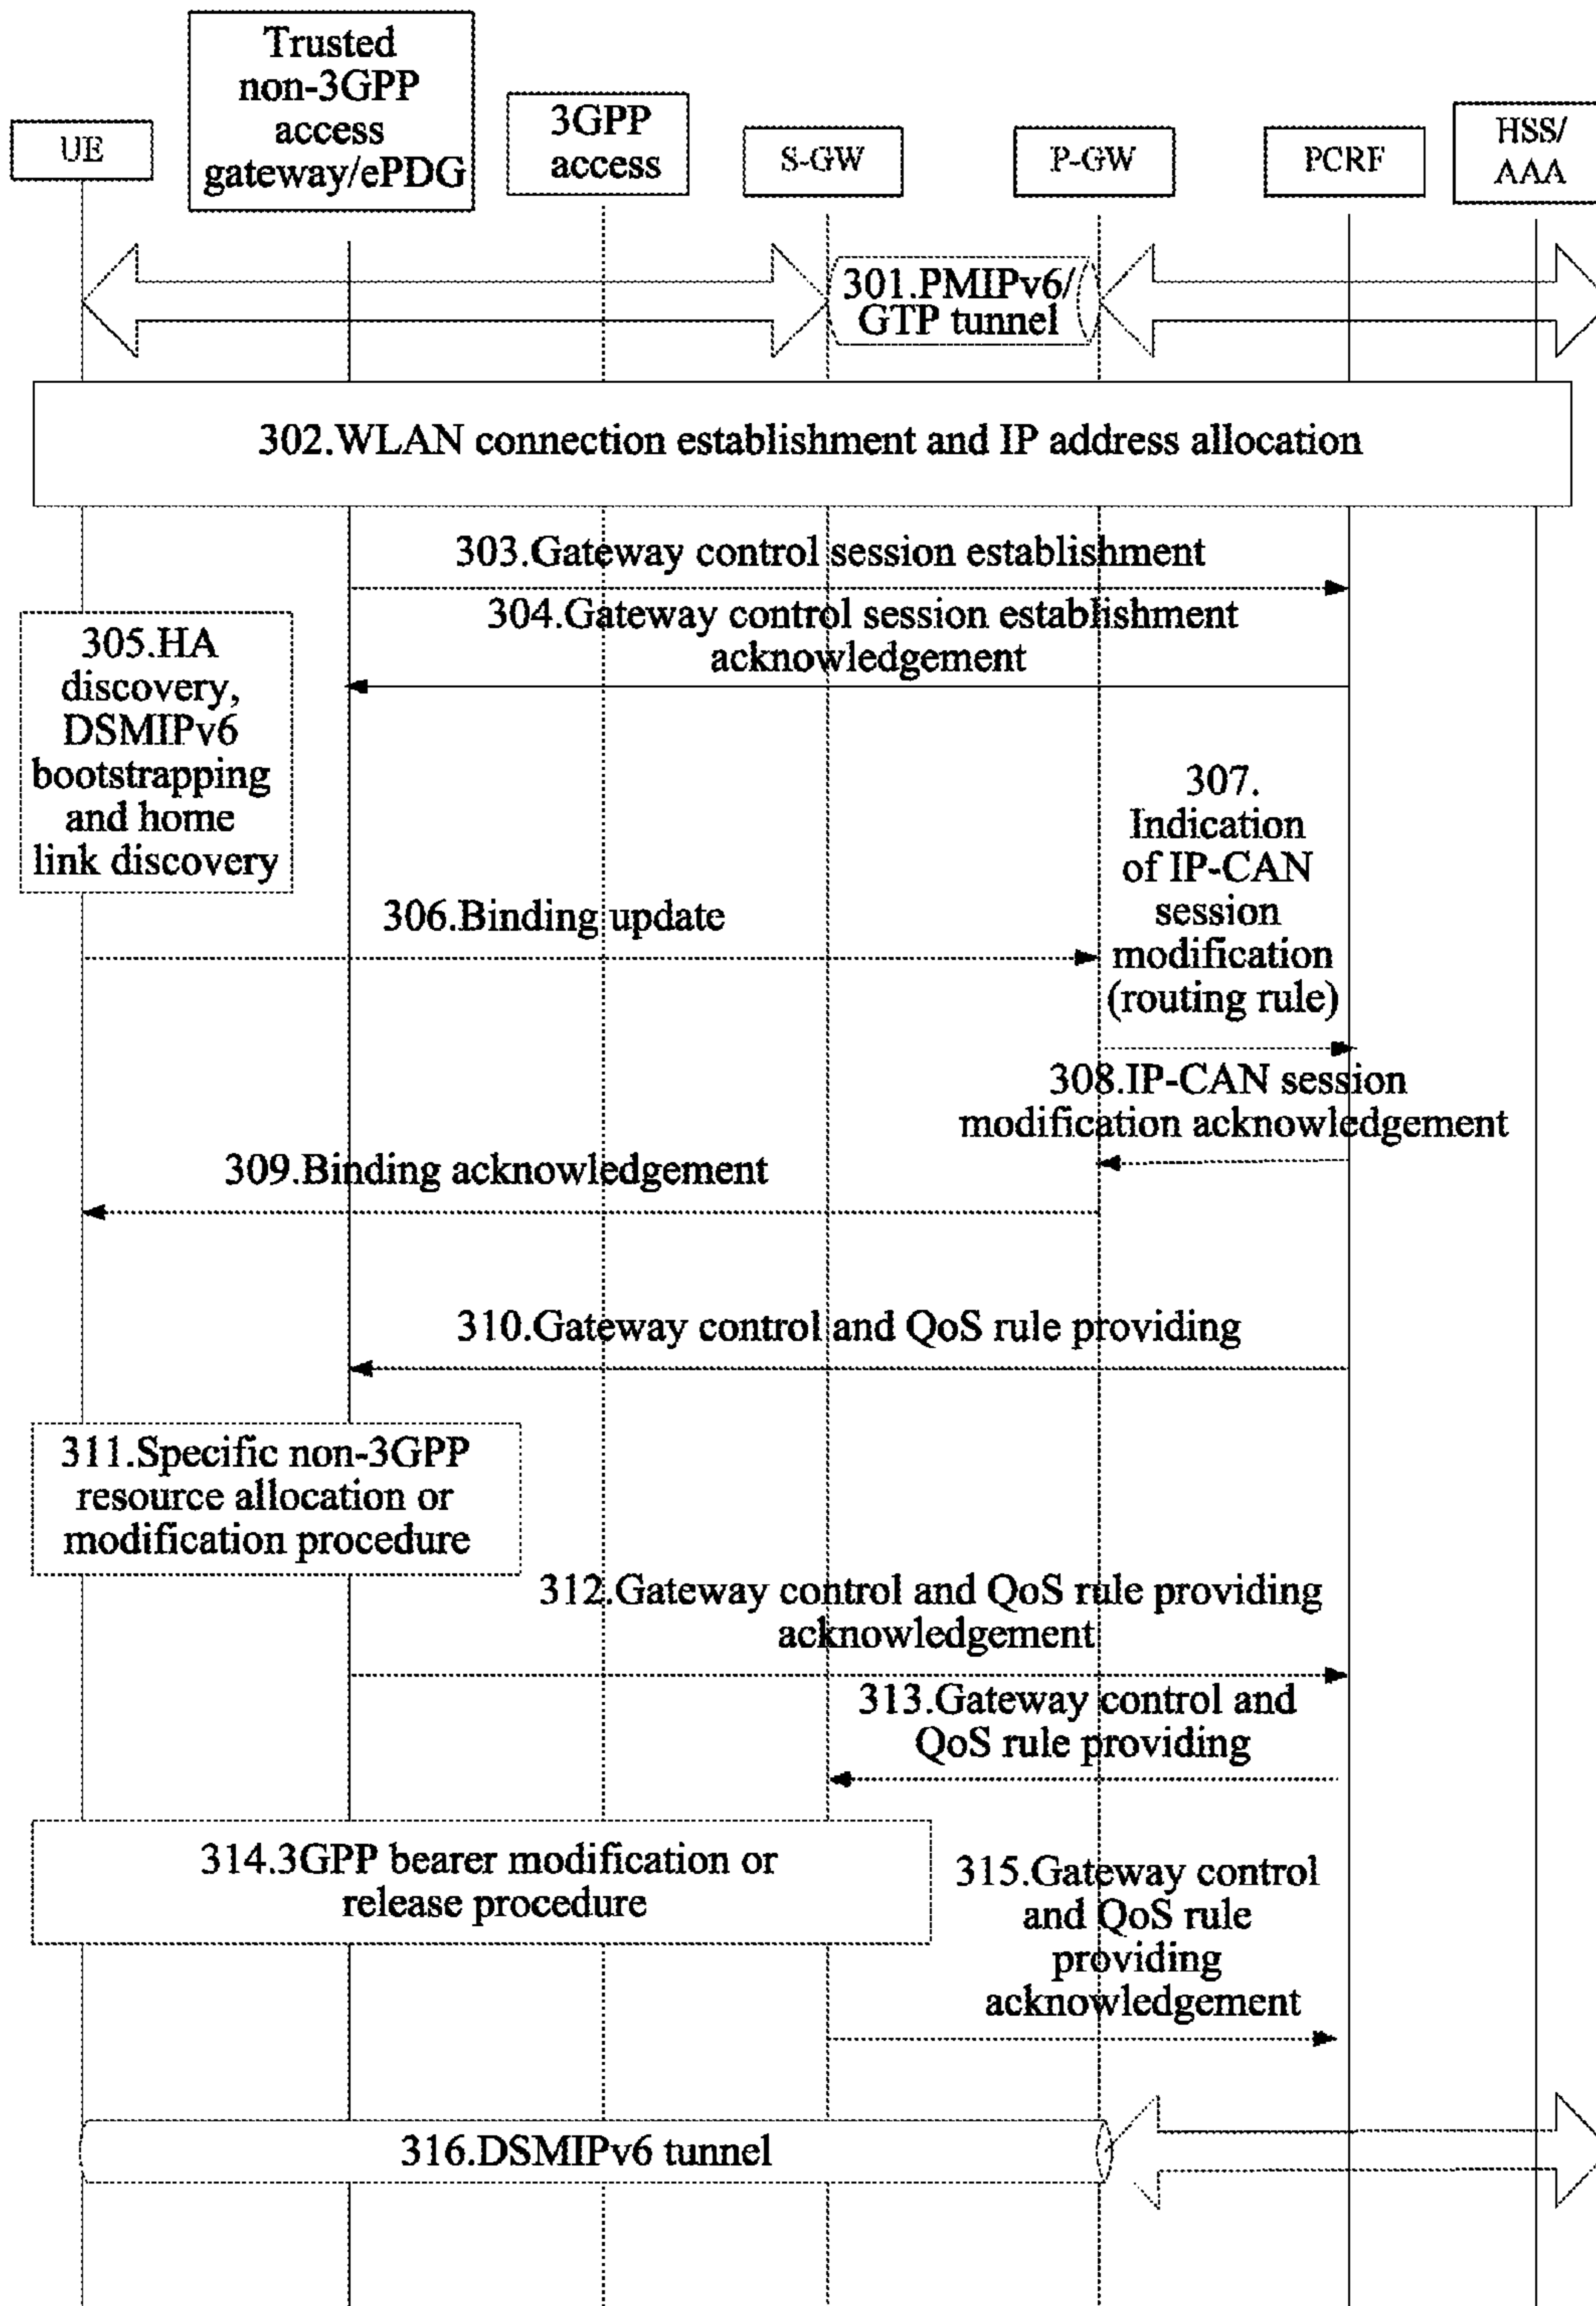 UE
Trusted
non-3GPP
access
gateway/ePDG
3GPP
access
S-GW
P-GW
PCRF
HSS/
AAA
301.PMIPv6/
GTP tunnel
302.WLAN connection establishment and IP address allocation
303.Gateway control session establishment
304.Gateway control session establishment
acknowledgement
305.HA
discovery,
DSMIPv6
bootstrapping
and home
link discovery
306.Binding update
307.
Indication
of IP-CAN
session
modification
(routing rule)
308.IP-CAN session
modification acknowledgement
309.Binding acknowledgement
310.Gateway control and QoS rule providing
311.Specific non-3GPP
resource allocation or
modification procedure
312.Gateway control and QoS rule providing
acknowledgement
313.Gateway control and
QoS rule providing
314.3GPP bearer modification or
release procedure
315.Gateway control
and QoS rule
providing
acknowledgement
316.DSMIPv6 tunnel